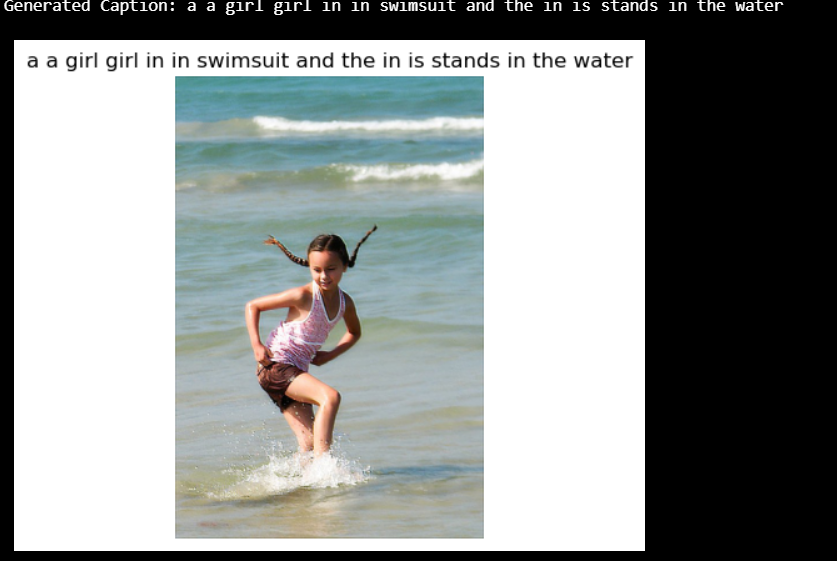 Generated Caption: a a girl girl in in swimsuit and the in is stands in the water
a a girl girl in in swimsuit and the in is stands in the water